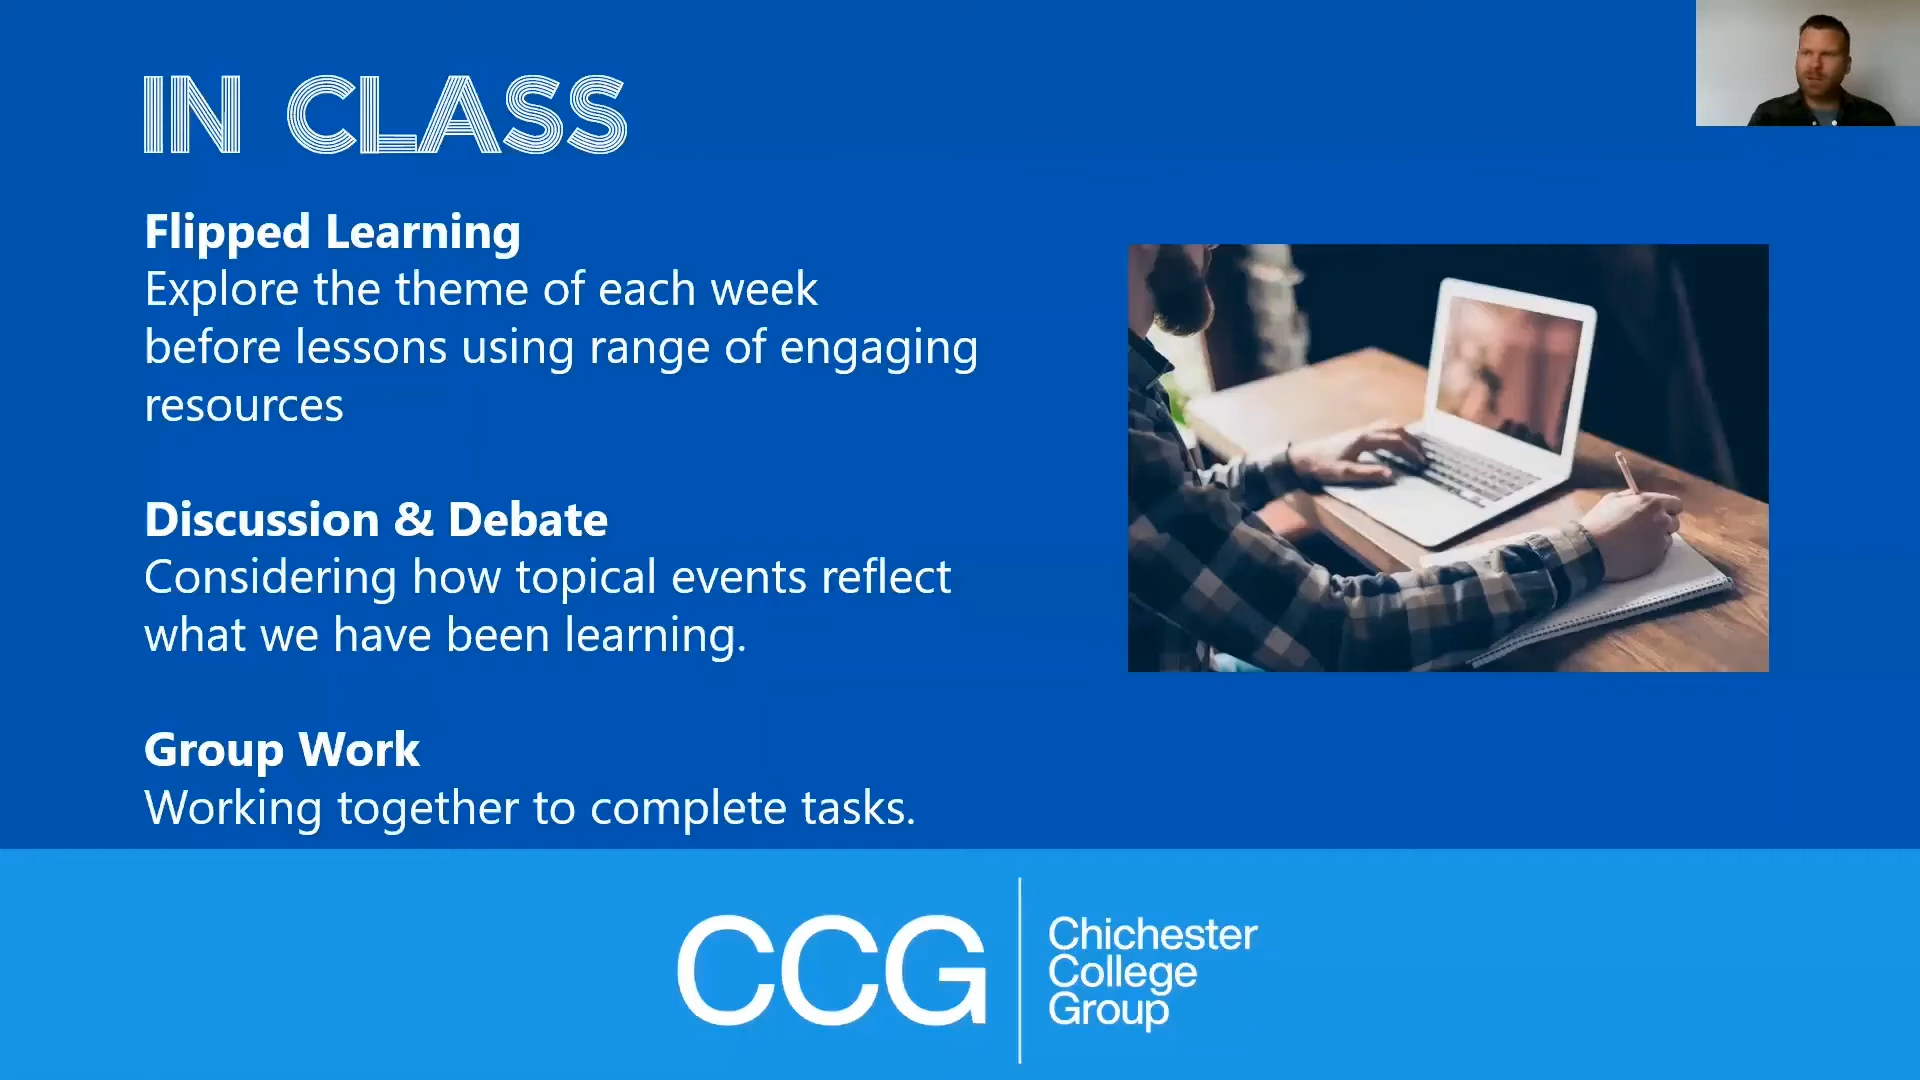 IN CLASS
Flipped Learning
Explore the theme of each week
before lessons using range of engaging
resources
Discussion & Debate
Considering how topical events reflect
what we have been learning.
Group Work
Working together to complete tasks.
CCG
Chichester
College
Group